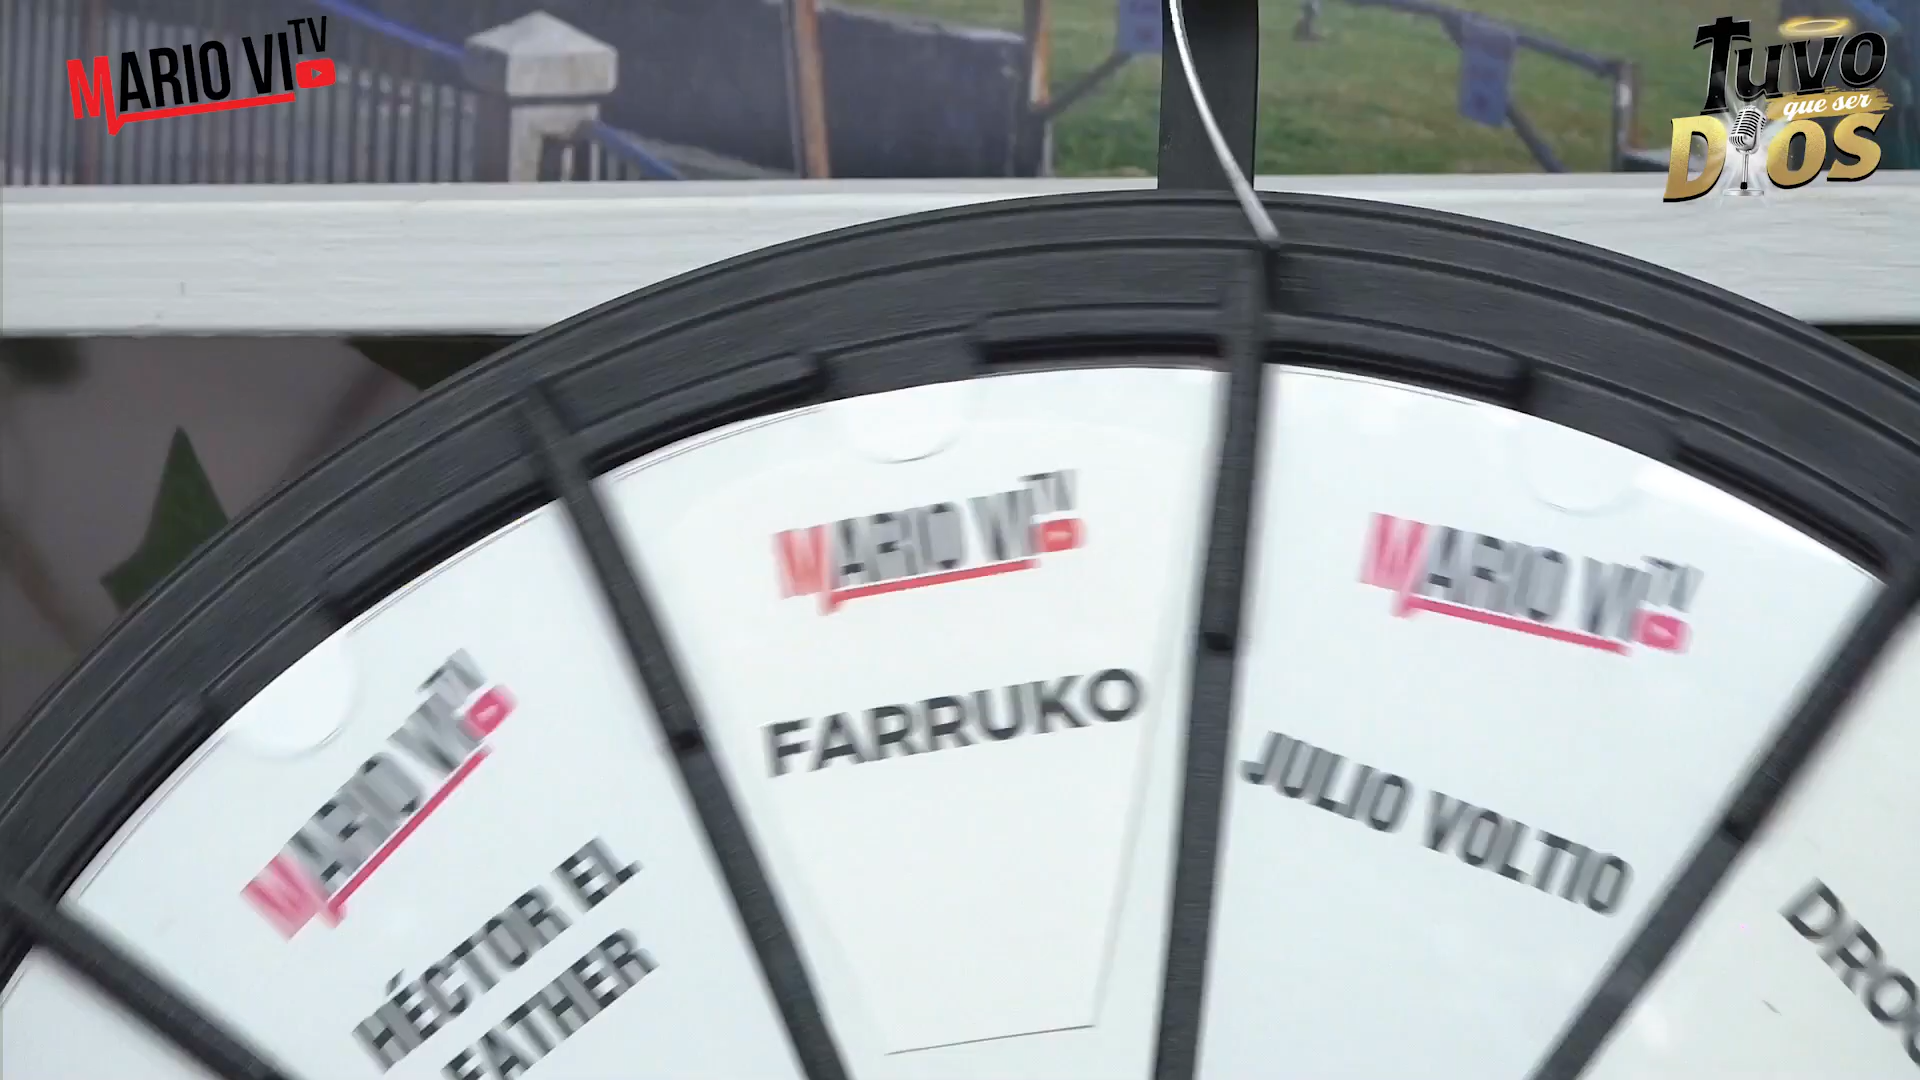 MARIO VI TV
Tuvo
que ser
DIOS
MARIO VI TV
FARRUKO
MARIO VI TV
JULIO VOLTIO
MARIO VI TV
HÉCTOR EL
FATHER